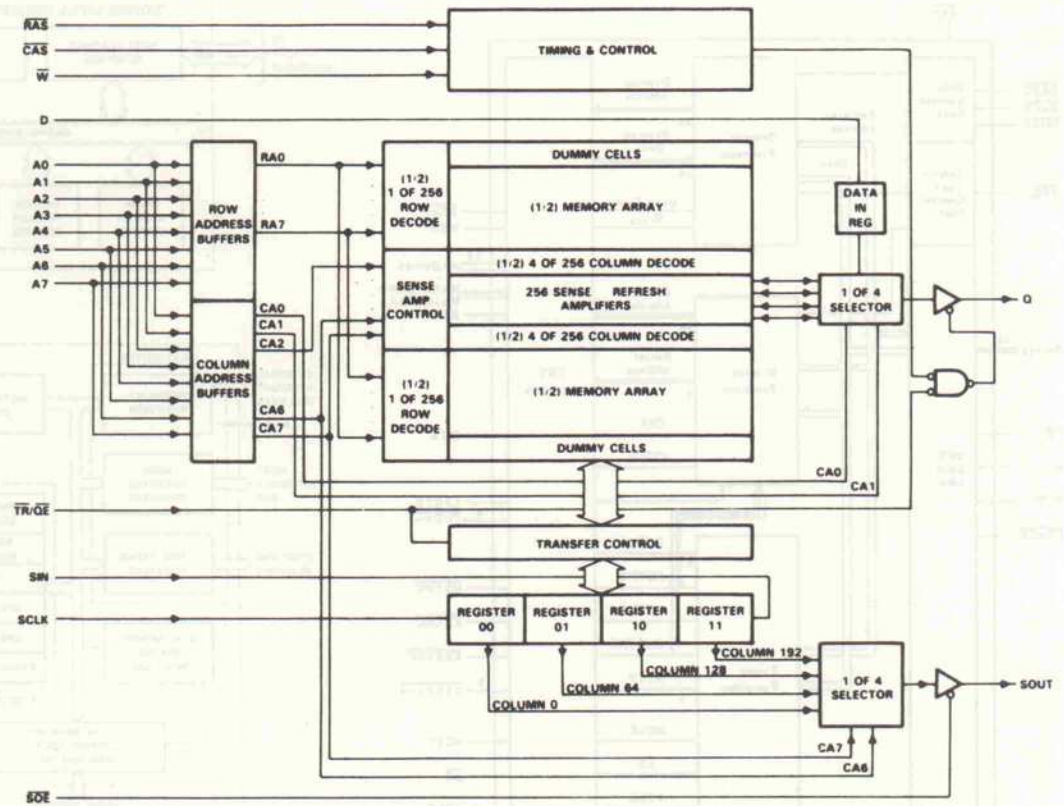 RAS
CAS
W
TIMING & CONTROL
D
A0
A1
A2
A3
A4
A5
A6
A7
ROW
ADDRESS
BUFFERS
RA0
RA7
COLUMN
ADDRESS
BUFFERS
CA0
CA1
CA2
CA6
CA7
(1/2)
1 OF 256
ROW
DECODE
SENSE
AMP
CONTROL
(1/2)
1 OF 256
ROW
DECODE
DUMMY CELLS
(1/2) MEMORY ARRAY
(1/2) 4 OF 256 COLUMN DECODE
256 SENSE REFRESH
AMPLIFIERS
(1/2) 4 OF 256 COLUMN DECODE
(1/2) MEMORY ARRAY
DUMMY CELLS
DATA
IN
REG
1 OF 4
SELECTOR
Q
CA0
CA1
TR/QE
TRANSFER CONTROL
SIN
SCLK
REGISTER
00
REGISTER
01
REGISTER
10
REGISTER
11
COLUMN 192
COLUMN 128
COLUMN 64
COLUMN 0
1 OF 4
SELECTOR
SOUT
CA7
CA6
SOE